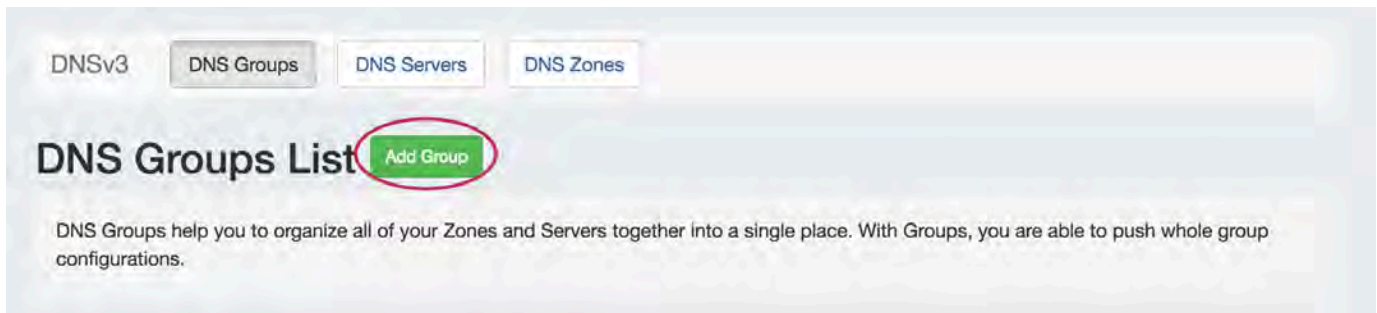 DNSv3 DNS Groups DNS Servers DNS Zones
DNS Groups List Add Group
DNS Groups help you to organize all of your Zones and Servers together into a single place. With Groups, you are able to push whole group
configurations.